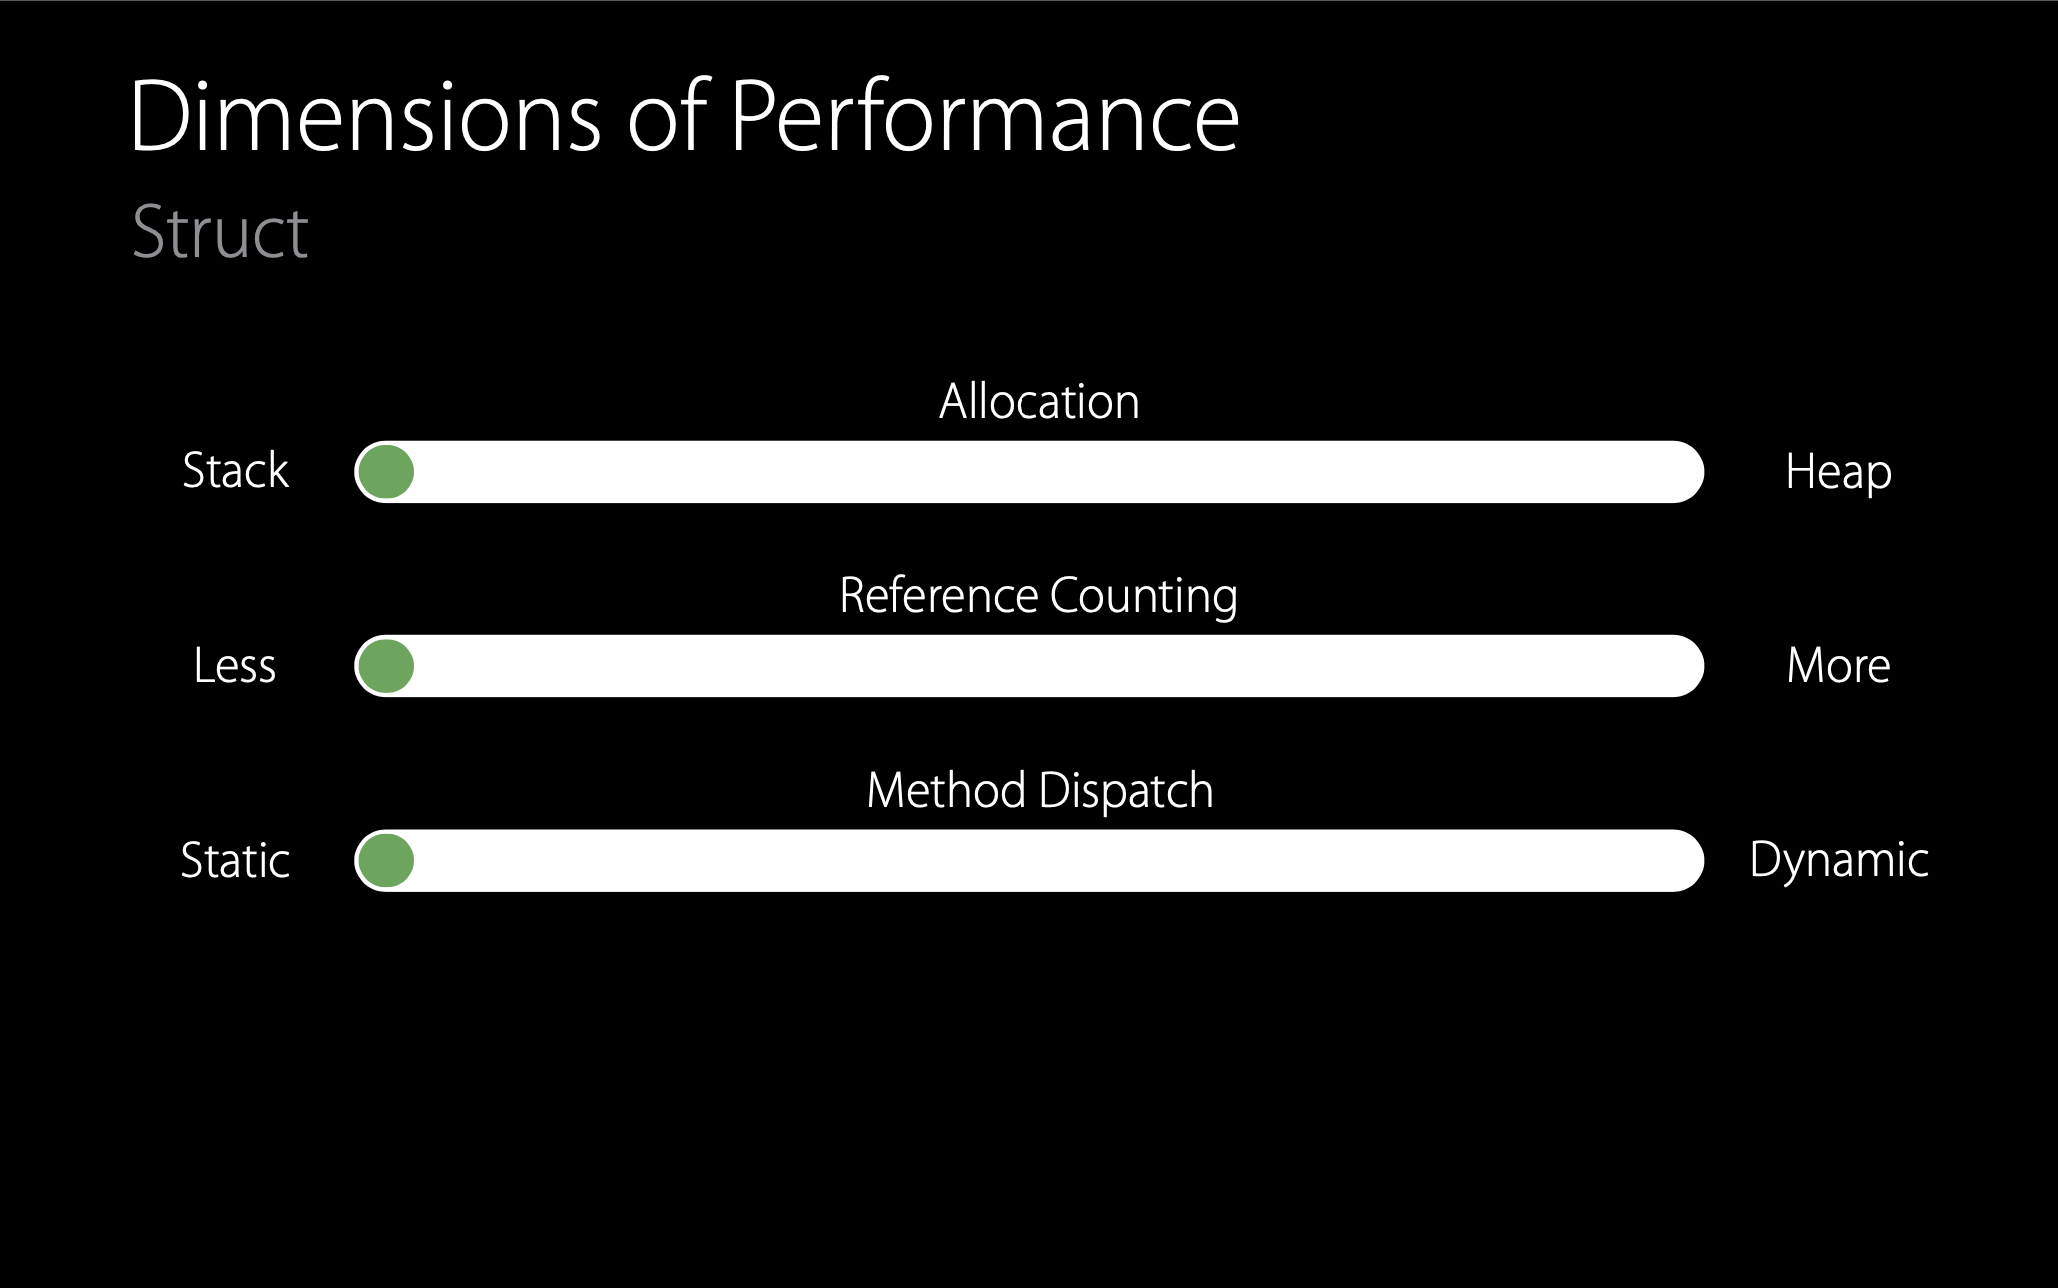 Dimensions of Performance
Struct
Allocation
Stack
Heap
Reference Counting
Less
More
Method Dispatch
Static
Dynamic